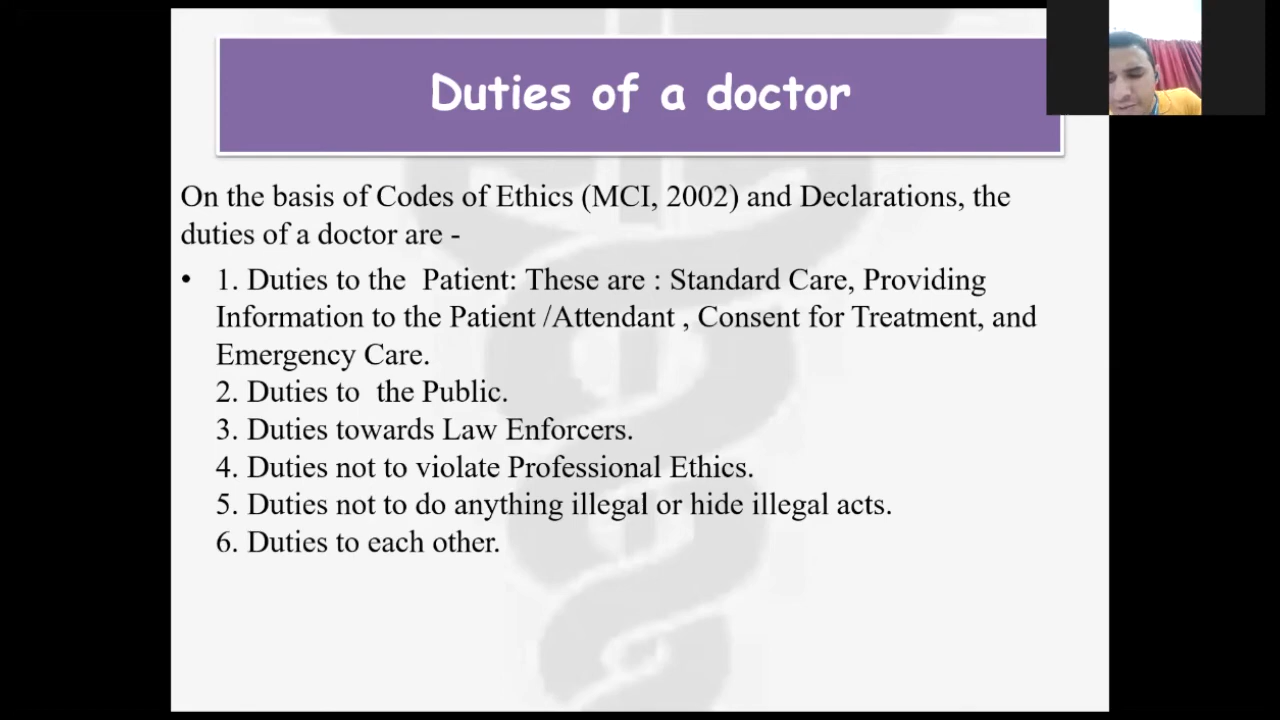 Duties of a doctor
On the basis of Codes of Ethics (MCI, 2002) and Declarations, the
duties of a doctor are -
• 1. Duties to the Patient: These are : Standard Care, Providing
Information to the Patient /Attendant , Consent for Treatment, and
Emergency Care.
2. Duties to the Public.
3. Duties towards Law Enforcers.
4. Duties not to violate Professional Ethics.
5. Duties not to do anything illegal or hide illegal acts.
6. Duties to each other.